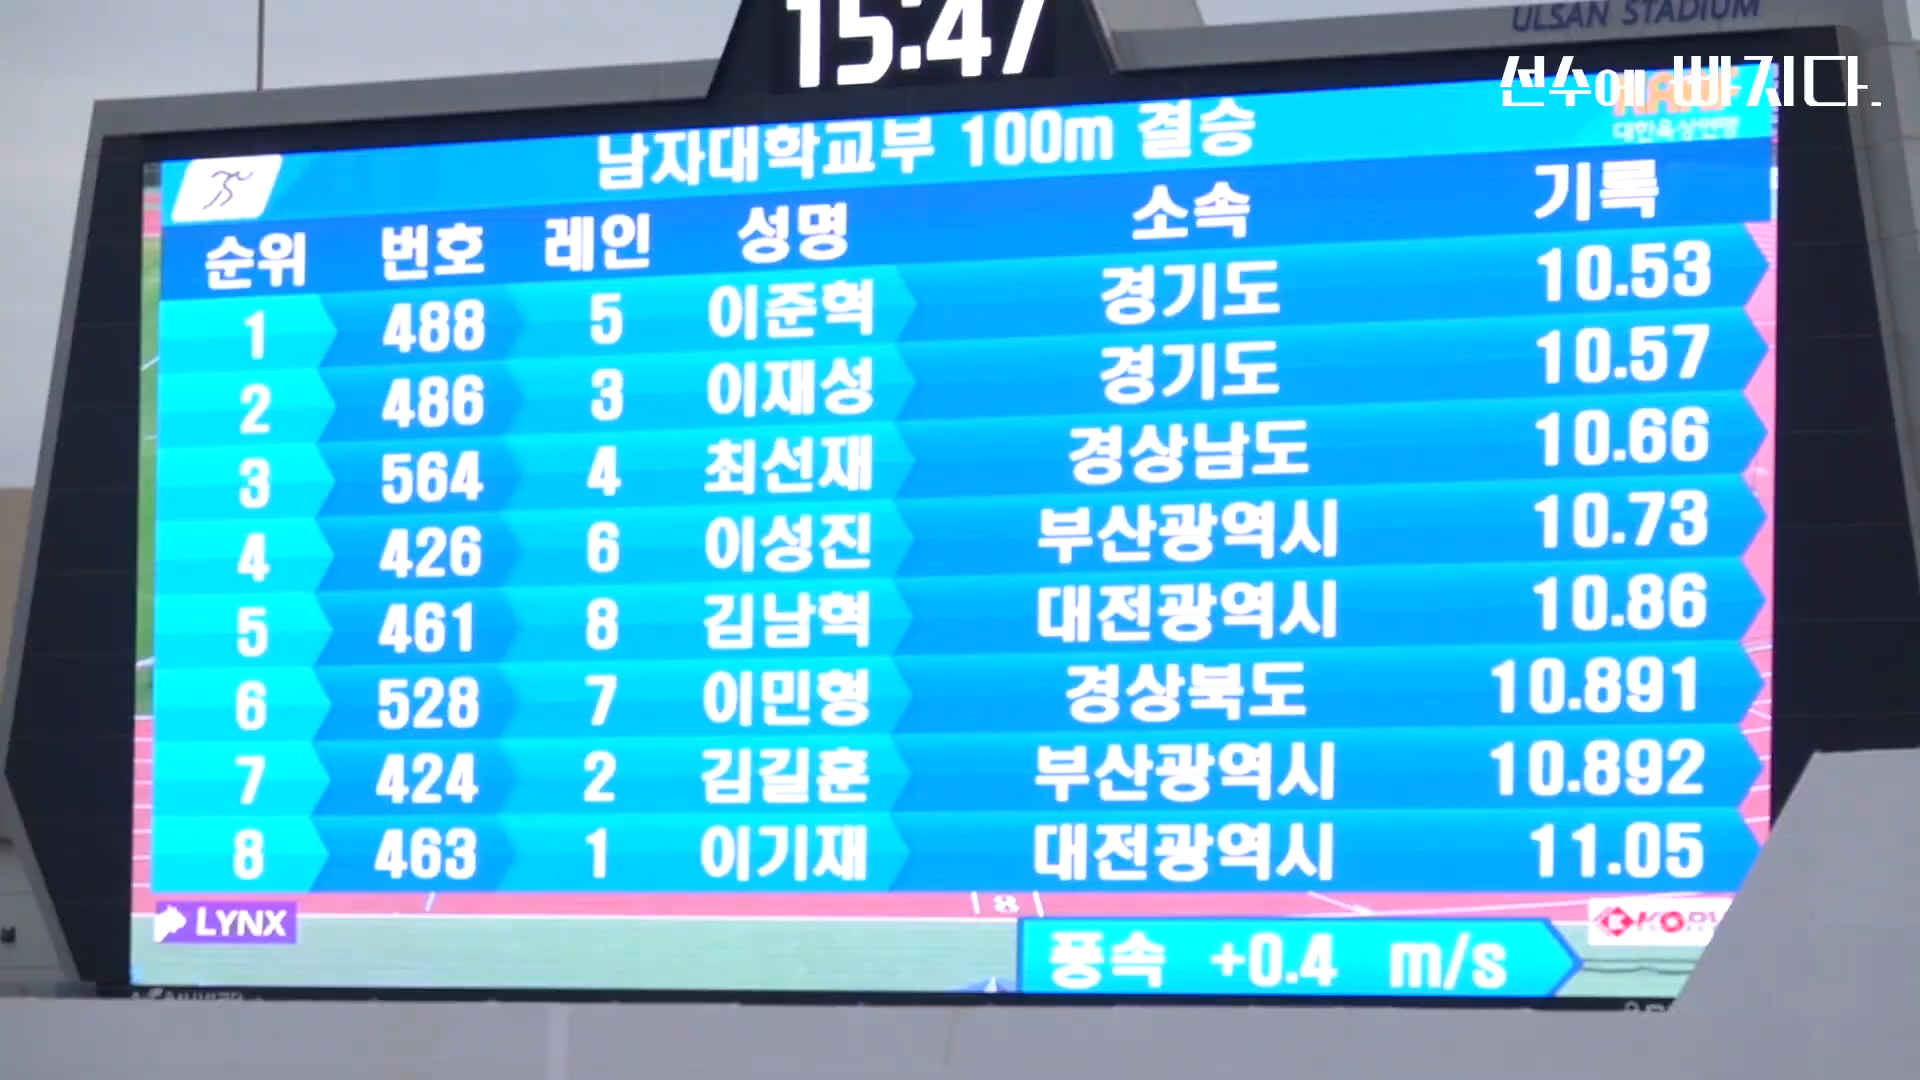 15:47
ULSAN STADIUM
선수에 빠지다.
대한육상연맹
남자대학교부 100m 결승
순위 번호 레인 성명 소속 기록
1 488 5 이준혁 경기도 10.53
2 486 3 이재성 경기도 10.57
3 564 4 최선재 경상남도 10.66
4 426 6 이성진 부산광역시 10.73
5 461 8 김남혁 대전광역시 10.86
6 528 7 이민형 경상북도 10.891
7 424 2 김길훈 부산광역시 10.892
8 463 1 이기재 대전광역시 11.05
8
LYNX
풍속 +0.4 m/s